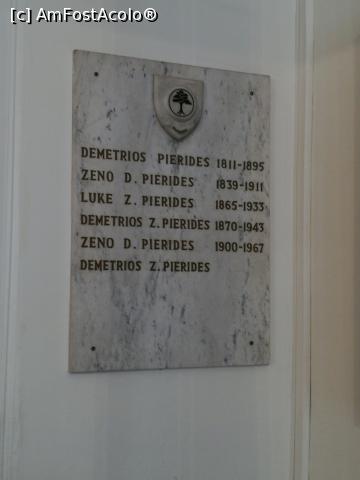 [c] AmFostAcolo®
DEMETRIOS PIERIDES 1811-1895
ZENO D. PIERIDES 1839-1911
LUKE Z. PIERIDES 1865-1933
DEMETRIOS Z. PIERIDES 1870-1943
ZENO D. PIERIDES 1900-1967
DEMETRIOS Z. PIERIDES